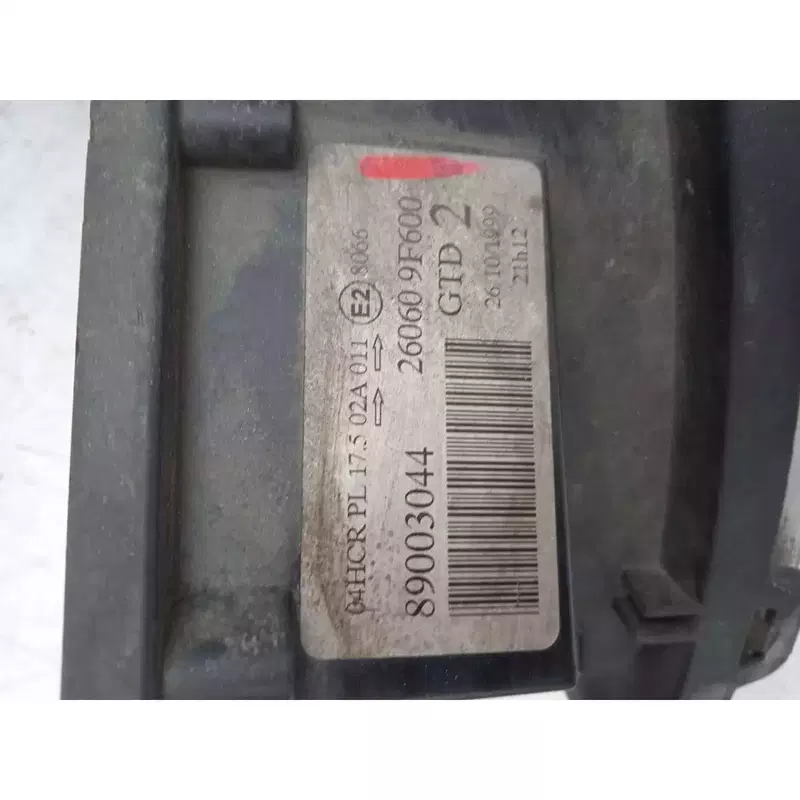 04HCR PL 17.5 02A 011 E2 8066
→ →
89003044 26060 9F600
GTD 2
26/10/1999
21h12